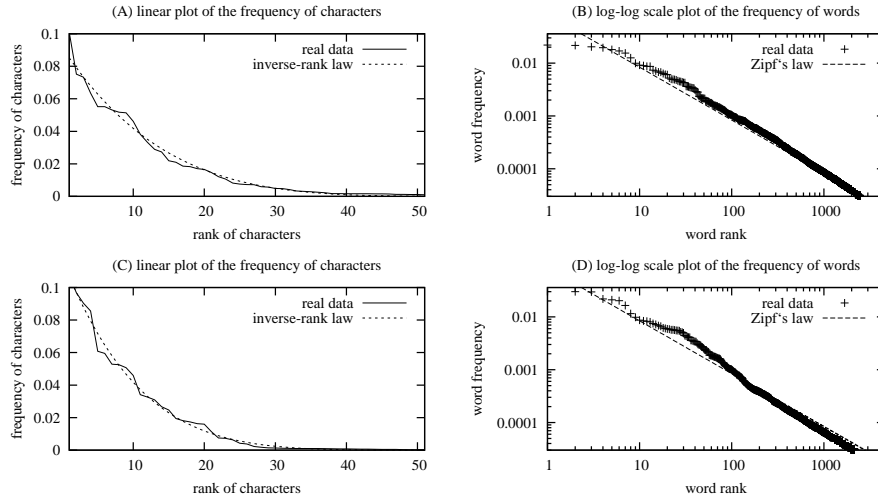 (A) linear plot of the frequency of characters
0.1
0.08
0.06
0.04
0.02
0
10 20 30 40 50
frequency of characters
rank of characters
real data
inverse-rank law
(B) log-log scale plot of the frequency of words
0.01
0.001
0.0001
1 10 100 1000
word frequency
word rank
real data
Zipf‘s law
(C) linear plot of the frequency of characters
0.1
0.08
0.06
0.04
0.02
0
10 20 30 40 50
frequency of characters
rank of characters
real data
inverse-rank law
(D) log-log scale plot of the frequency of words
0.01
0.001
0.0001
1 10 100 1000
word frequency
word rank
real data
Zipf‘s law